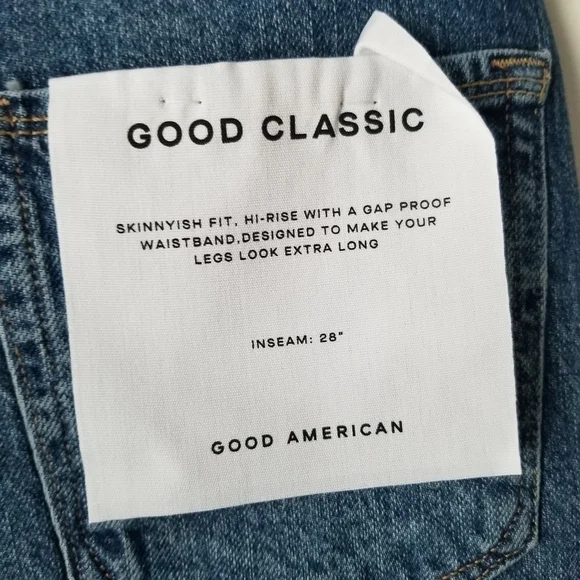 GOOD CLASSIC
SKINNYISH FIT, HI-RISE WITH A GAP PROOF
WAISTBAND,DESIGNED TO MAKE YOUR
LEGS LOOK EXTRA LONG
INSEAM: 28"
GOOD AMERICAN